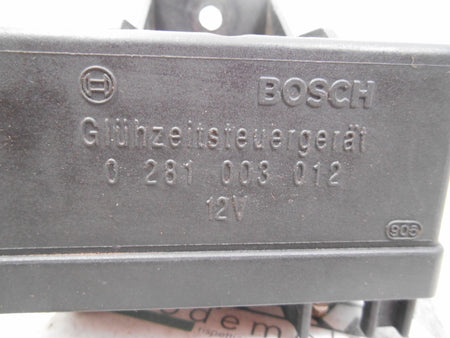 BOSCH
Glühzeitsteuergerät
0 281 003 012
12V
905